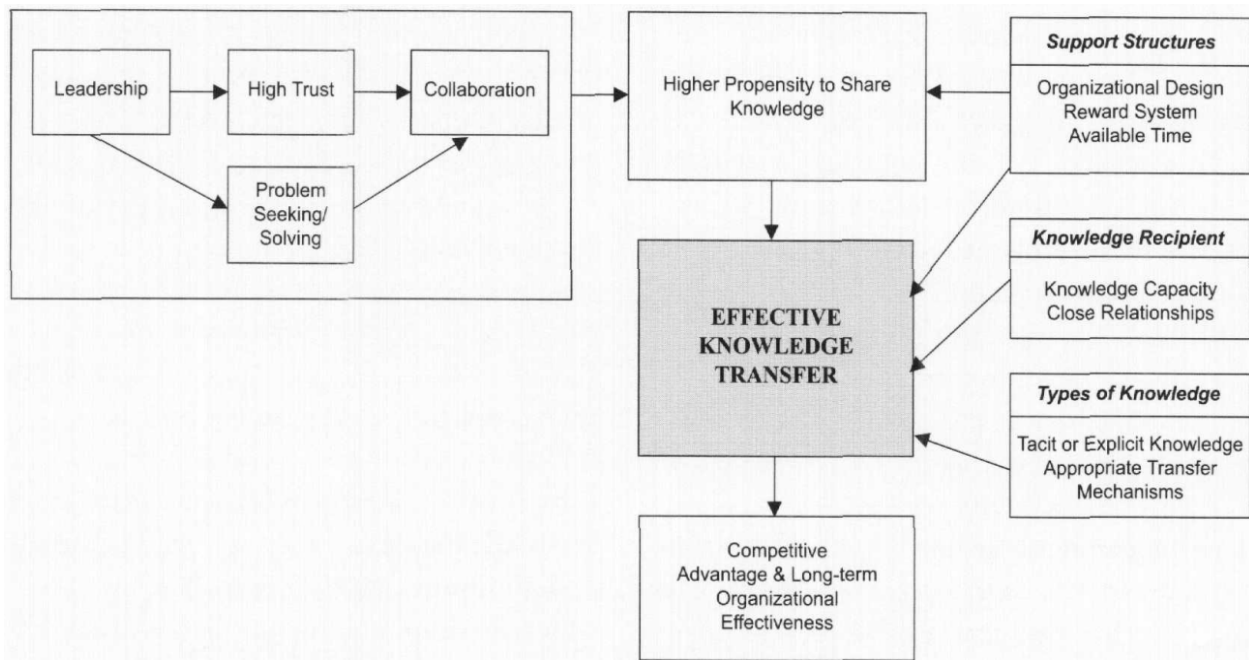 Leadership
High Trust
Collaboration
Problem
Seeking/
Solving
Higher Propensity to Share
Knowledge
Support Structures
Organizational Design
Reward System
Available Time
Knowledge Recipient
Knowledge Capacity
Close Relationships
EFFECTIVE
KNOWLEDGE
TRANSFER
Types of Knowledge
Tacit or Explicit Knowledge
Appropriate Transfer
Mechanisms
Competitive
Advantage & Long-term
Organizational
Effectiveness